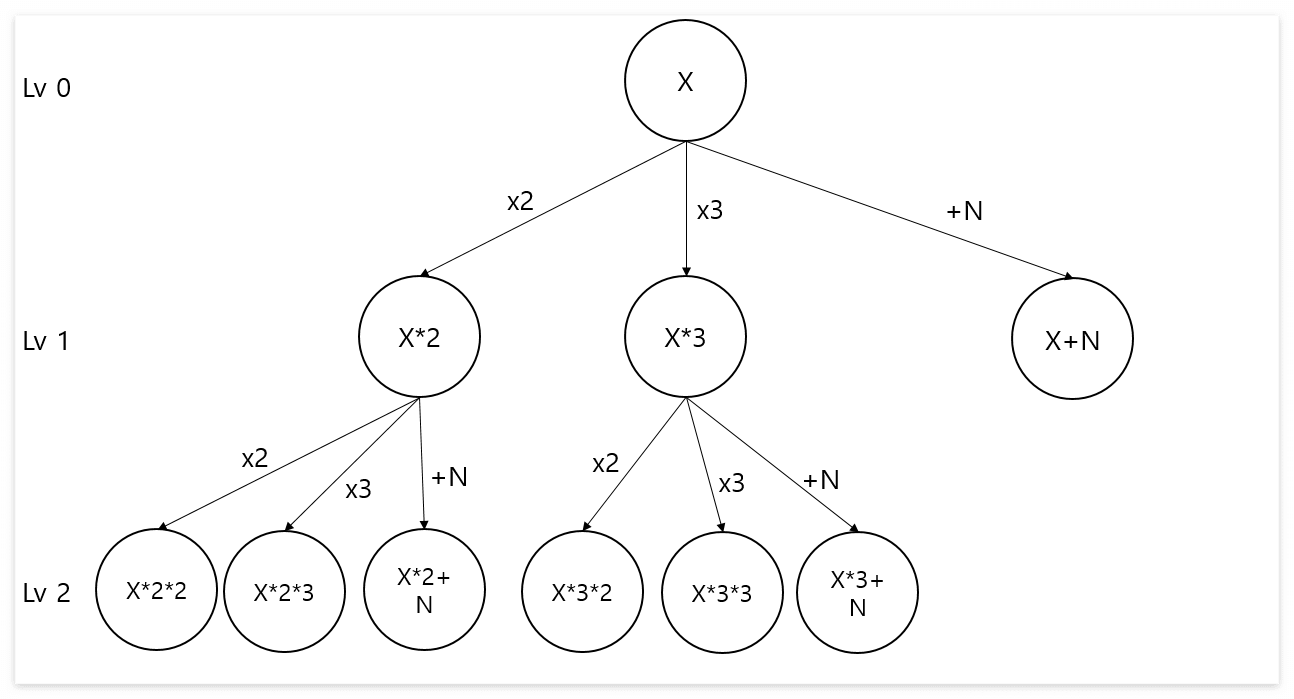 Lv 0
X
x2
x3
+N
Lv 1
X*2
X*3
X+N
x2
x3
+N
x2
x3
+N
Lv 2
X*2*2
X*2*3
X*2+
N
X*3*2
X*3*3
X*3+
N